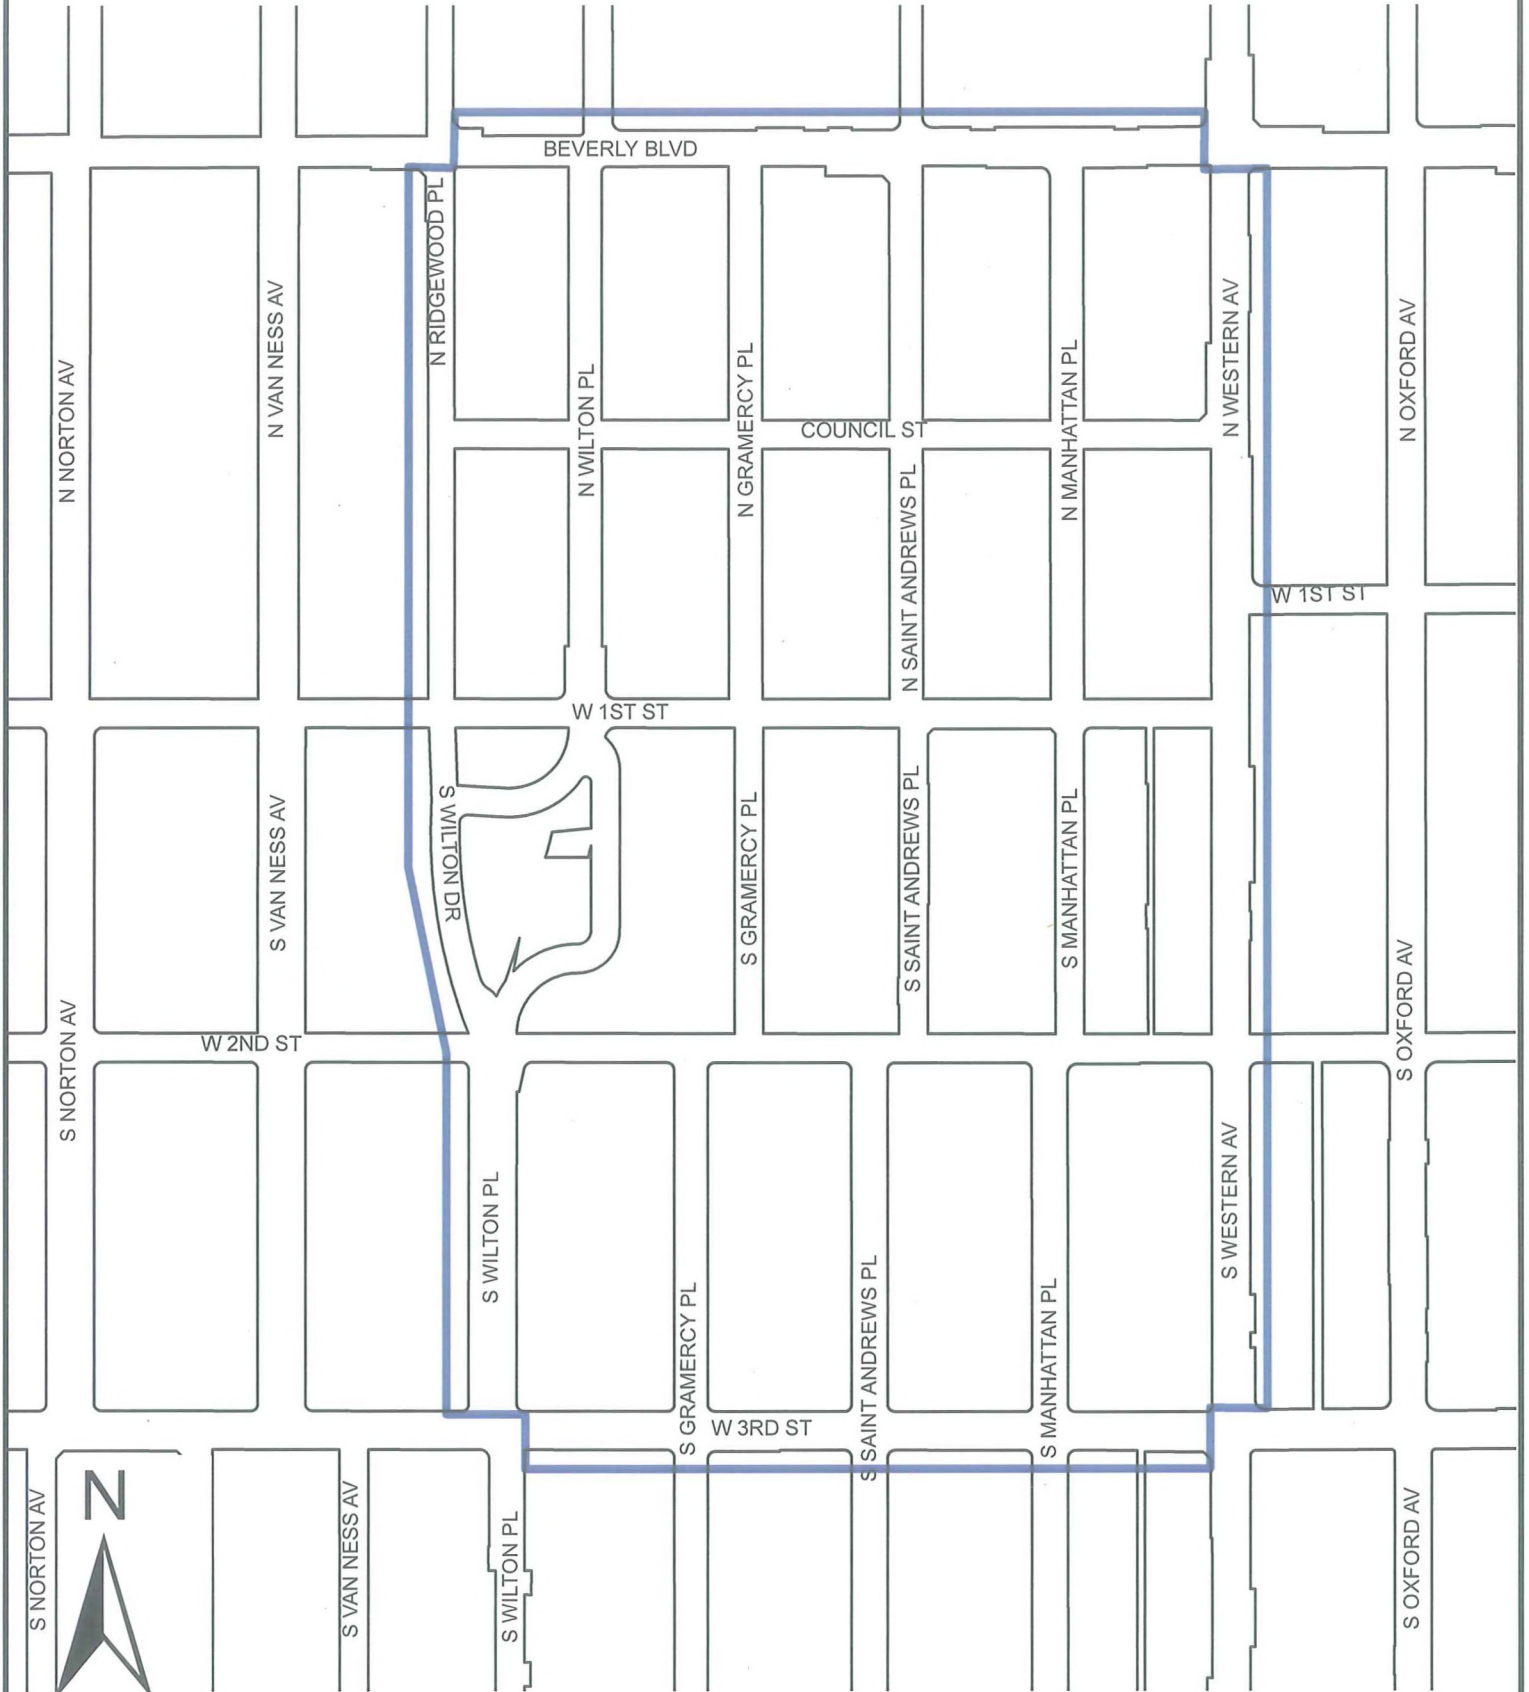 BEVERLY BLVD
N RIDGEWOOD PL
N VAN NESS AV
N WESTERN AV
N OXFORD AV
N MANHATTAN PL
N GRAMERCY PL
N NORTON AV
N WILTON PL
COUNCIL ST
N SAINT ANDREWS PL
W 1ST ST
W 1ST ST
S WILTON DR
S VAN NESS AV
S GRAMERCY PL
S SAINT ANDREWS PL
S MANHATTAN PL
S OXFORD AV
S NORTON AV
W 2ND ST
S WILTON PL
S WESTERN AV
S GRAMERCY PL
S SAINT ANDREWS PL
S MANHATTAN PL
W 3RD ST
N
S NORTON AV
S VAN NESS AV
S WILTON PL
S OXFORD AV